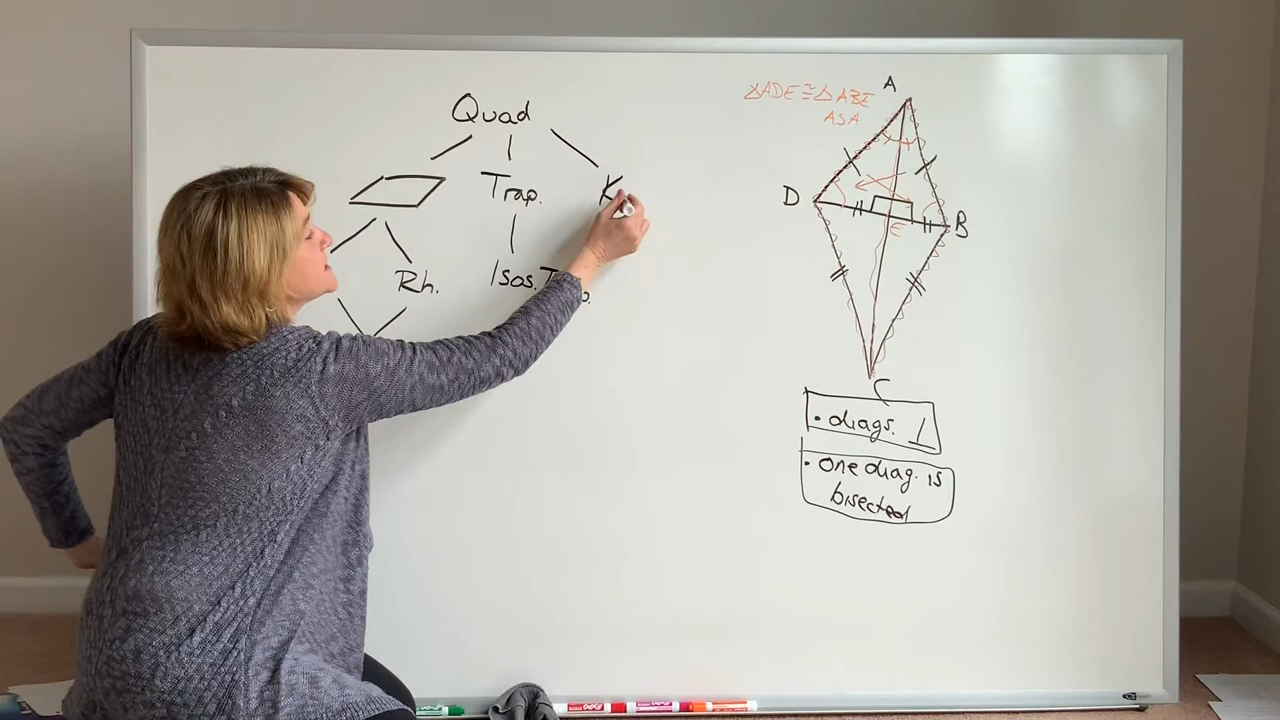 Quad
Trap.
K
Rh.
Isos.
△ADE ≅ △ABE
ASA
A
D
B
E
C
• diags. ⊥
• One diag. is
bisected